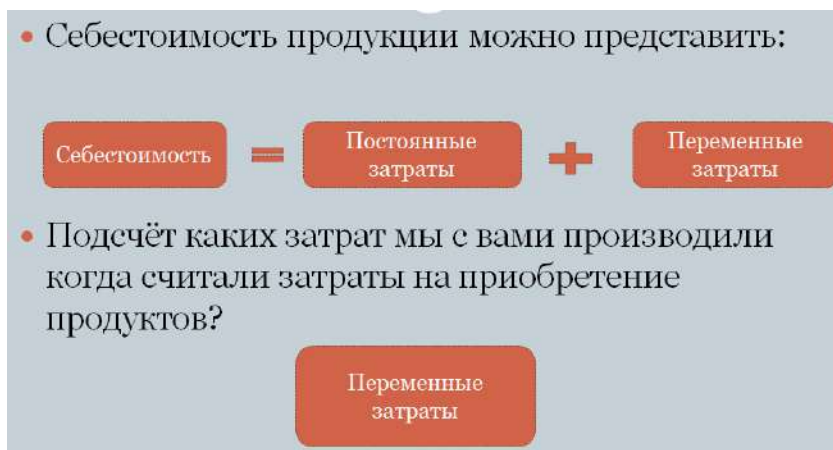 • Себестоимость продукции можно представить:
Себестоимость = Постоянные затраты + Переменные затраты
• Подсчёт каких затрат мы с вами производили
когда считали затраты на приобретение
продуктов?
Переменные
затраты